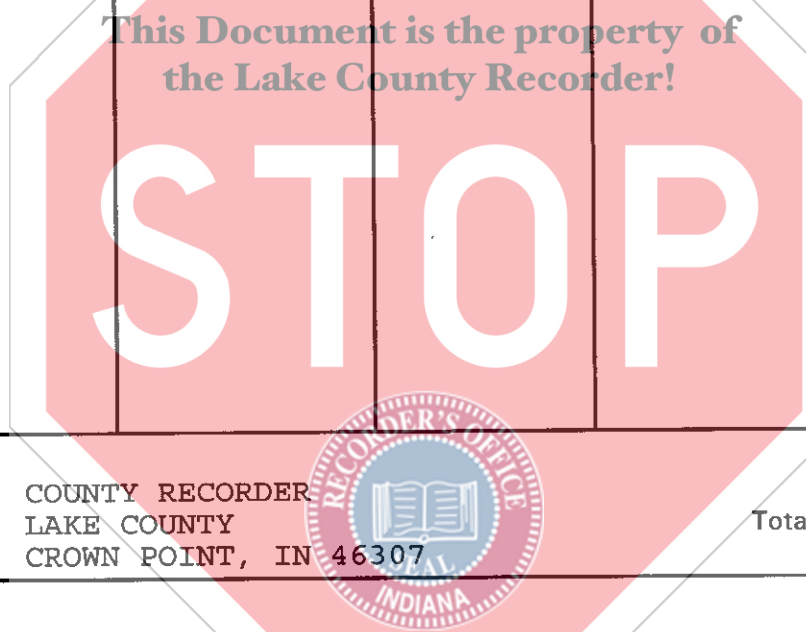 This Document is the property of
the Lake County Recorder!
STOP
COUNTY RECORDER
LAKE COUNTY
CROWN POINT, IN 46307
Tota
RECORDER'S OFFICE
SEAL
INDIANA